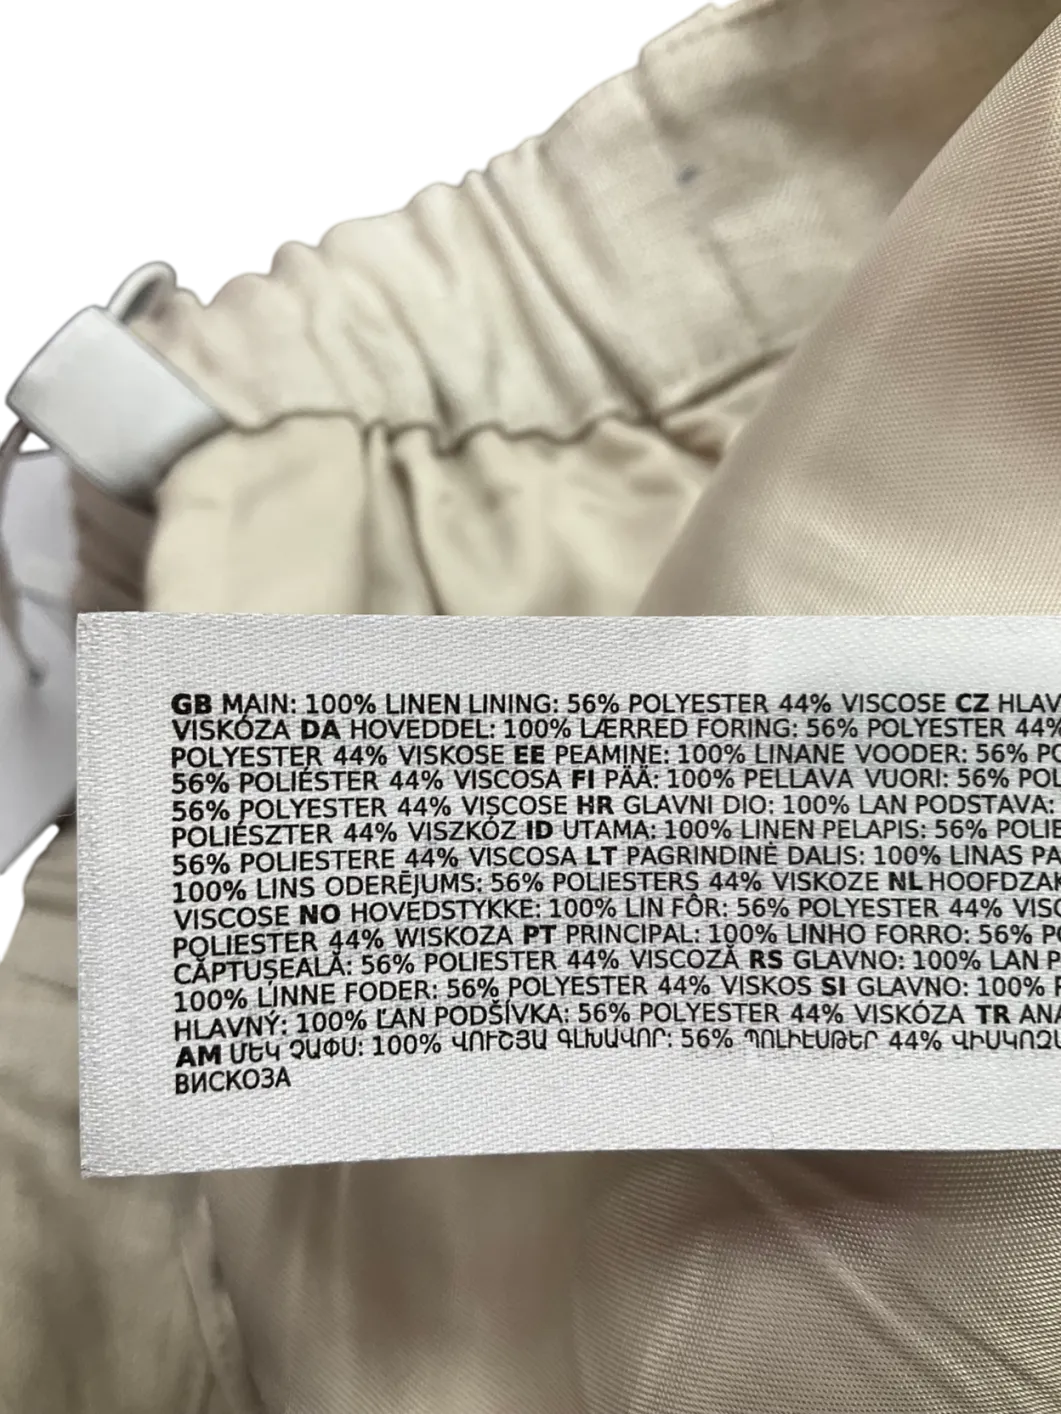 GB MAIN: 100% LINEN LINING: 56% POLYESTER 44% VISCOSE CZ HLAV
VISKÓZA DA HOVEDDEL: 100% LÆRRED FORING: 56% POLYESTER 44%
POLYESTER 44% VISKOSE EE PEAMINE: 100% LINANE VOODER: 56% PO
56% POLIÉSTER 44% VISCOSA FI PÄÄ: 100% PELLAVA VUORI: 56% POL
56% POLYESTER 44% VISCOSE HR GLAVNI DIO: 100% LAN PODSTAVA:
POLIÉSZTER 44% VISZKÓZ ID UTAMA: 100% LINEN PELAPIS: 56% POLIE
56% POLIESTERE 44% VISCOSA LT PAGRINDINĖ DALIS: 100% LINAS PA
100% LINS ODERĒJUMS: 56% POLIESTERS 44% VISKOZE NL HOOFDZAK
VISCOSE NO HOVEDSTYKKE: 100% LIN FÔR: 56% POLYESTER 44% VISC
POLIESTER 44% WISKOZA PT PRINCIPAL: 100% LINHO FORRO: 56% PO
CĂPTUȘEALĂ: 56% POLIESTER 44% VISCOZĂ RS GLAVNO: 100% LAN P
100% LINNE FODER: 56% POLYESTER 44% VISKOS SI GLAVNO: 100%
HLAVNÝ: 100% ĽAN PODŠÍVKA: 56% POLYESTER 44% VISKÓZA TR ANA
AM ՄԵԿ ՉԱՓՍ: 100% ԿՈՒՇՅԱ ԳԼԽԱՎՈՐ: 56% ՊՈԼԻԷՍԹԵՐ 44% ՎԻՍԿՈԶ
ВИСКОЗА